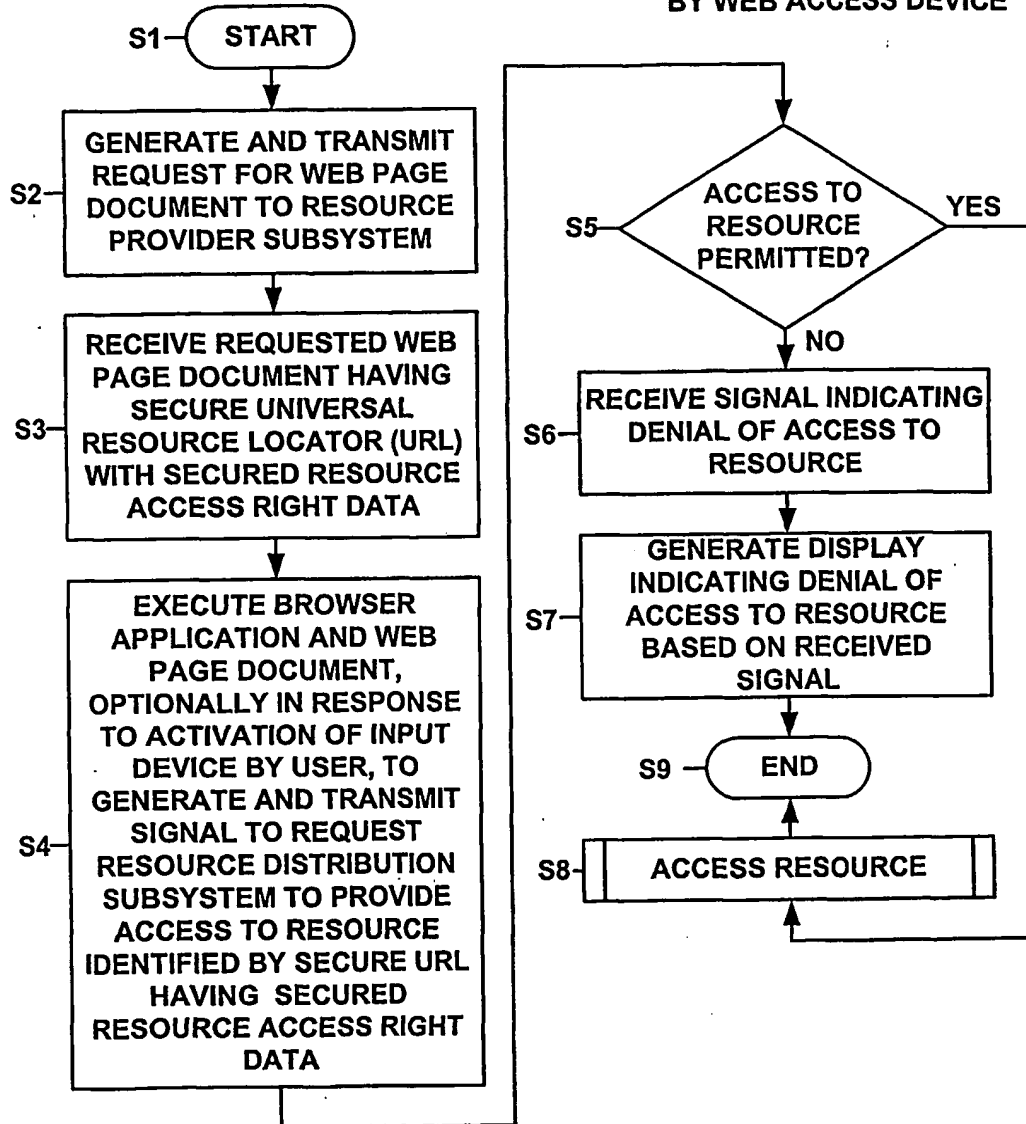 BY WEB ACCESS DEVICE
S1
START
S2
GENERATE AND TRANSMIT
REQUEST FOR WEB PAGE
DOCUMENT TO RESOURCE
PROVIDER SUBSYSTEM
S3
RECEIVE REQUESTED WEB
PAGE DOCUMENT HAVING
SECURE UNIVERSAL
RESOURCE LOCATOR (URL)
WITH SECURED RESOURCE
ACCESS RIGHT DATA
S4
EXECUTE BROWSER
APPLICATION AND WEB
PAGE DOCUMENT,
OPTIONALLY IN RESPONSE
TO ACTIVATION OF INPUT
DEVICE BY USER, TO
GENERATE AND TRANSMIT
SIGNAL TO REQUEST
RESOURCE DISTRIBUTION
SUBSYSTEM TO PROVIDE
ACCESS TO RESOURCE
IDENTIFIED BY SECURE URL
HAVING SECURED
RESOURCE ACCESS RIGHT
DATA
S5
ACCESS TO
RESOURCE
PERMITTED?
YES
NO
S6
RECEIVE SIGNAL INDICATING
DENIAL OF ACCESS TO
RESOURCE
S7
GENERATE DISPLAY
INDICATING DENIAL OF
ACCESS TO RESOURCE
BASED ON RECEIVED
SIGNAL
S9
END
S8
ACCESS RESOURCE